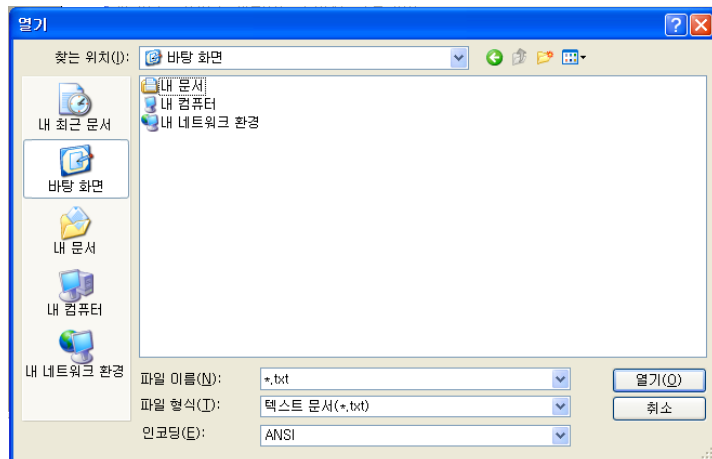 열기
찾는 위치(I):
바탕 화면
내 문서
내 컴퓨터
내 네트워크 환경
내 최근 문서
바탕 화면
내 문서
내 컴퓨터
내 네트워크 환경
파일 이름(N):
*.txt
열기(O)
파일 형식(T):
텍스트 문서(*.txt)
취소
인코딩(E):
ANSI